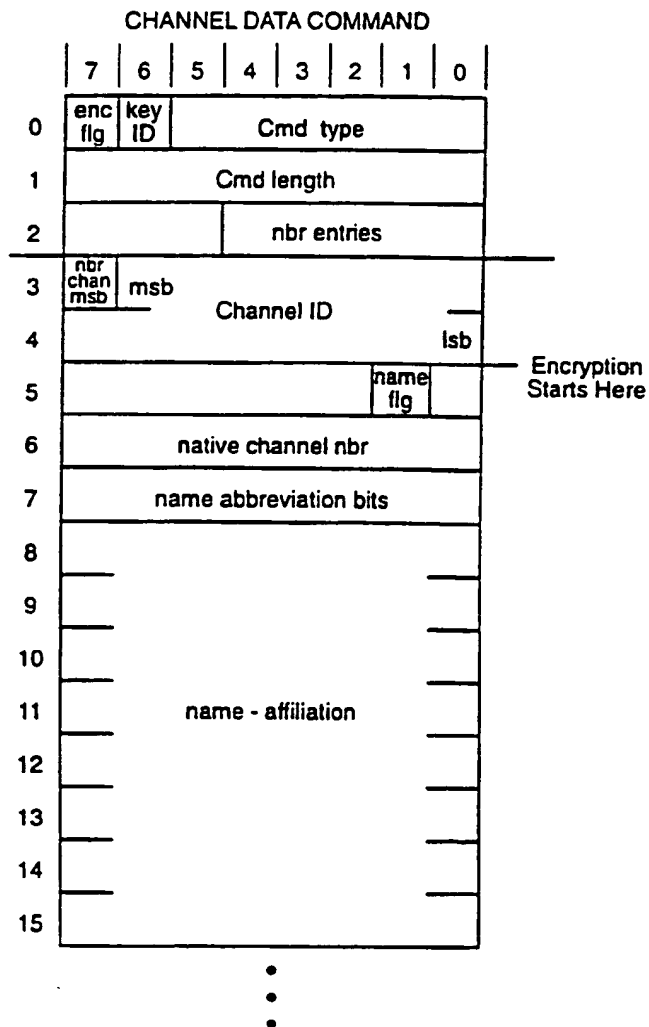 CHANNEL DATA COMMAND
7 6 5 4 3 2 1 0
0 enc flg key ID Cmd type
1 Cmd length
2 nbr entries
3 nbr chan msb msb
Channel ID
4 lsb
Encryption
Starts Here
5 name flg
6 native channel nbr
7 name abbreviation bits
8
9
10
11 name - affiliation
12
13
14
15